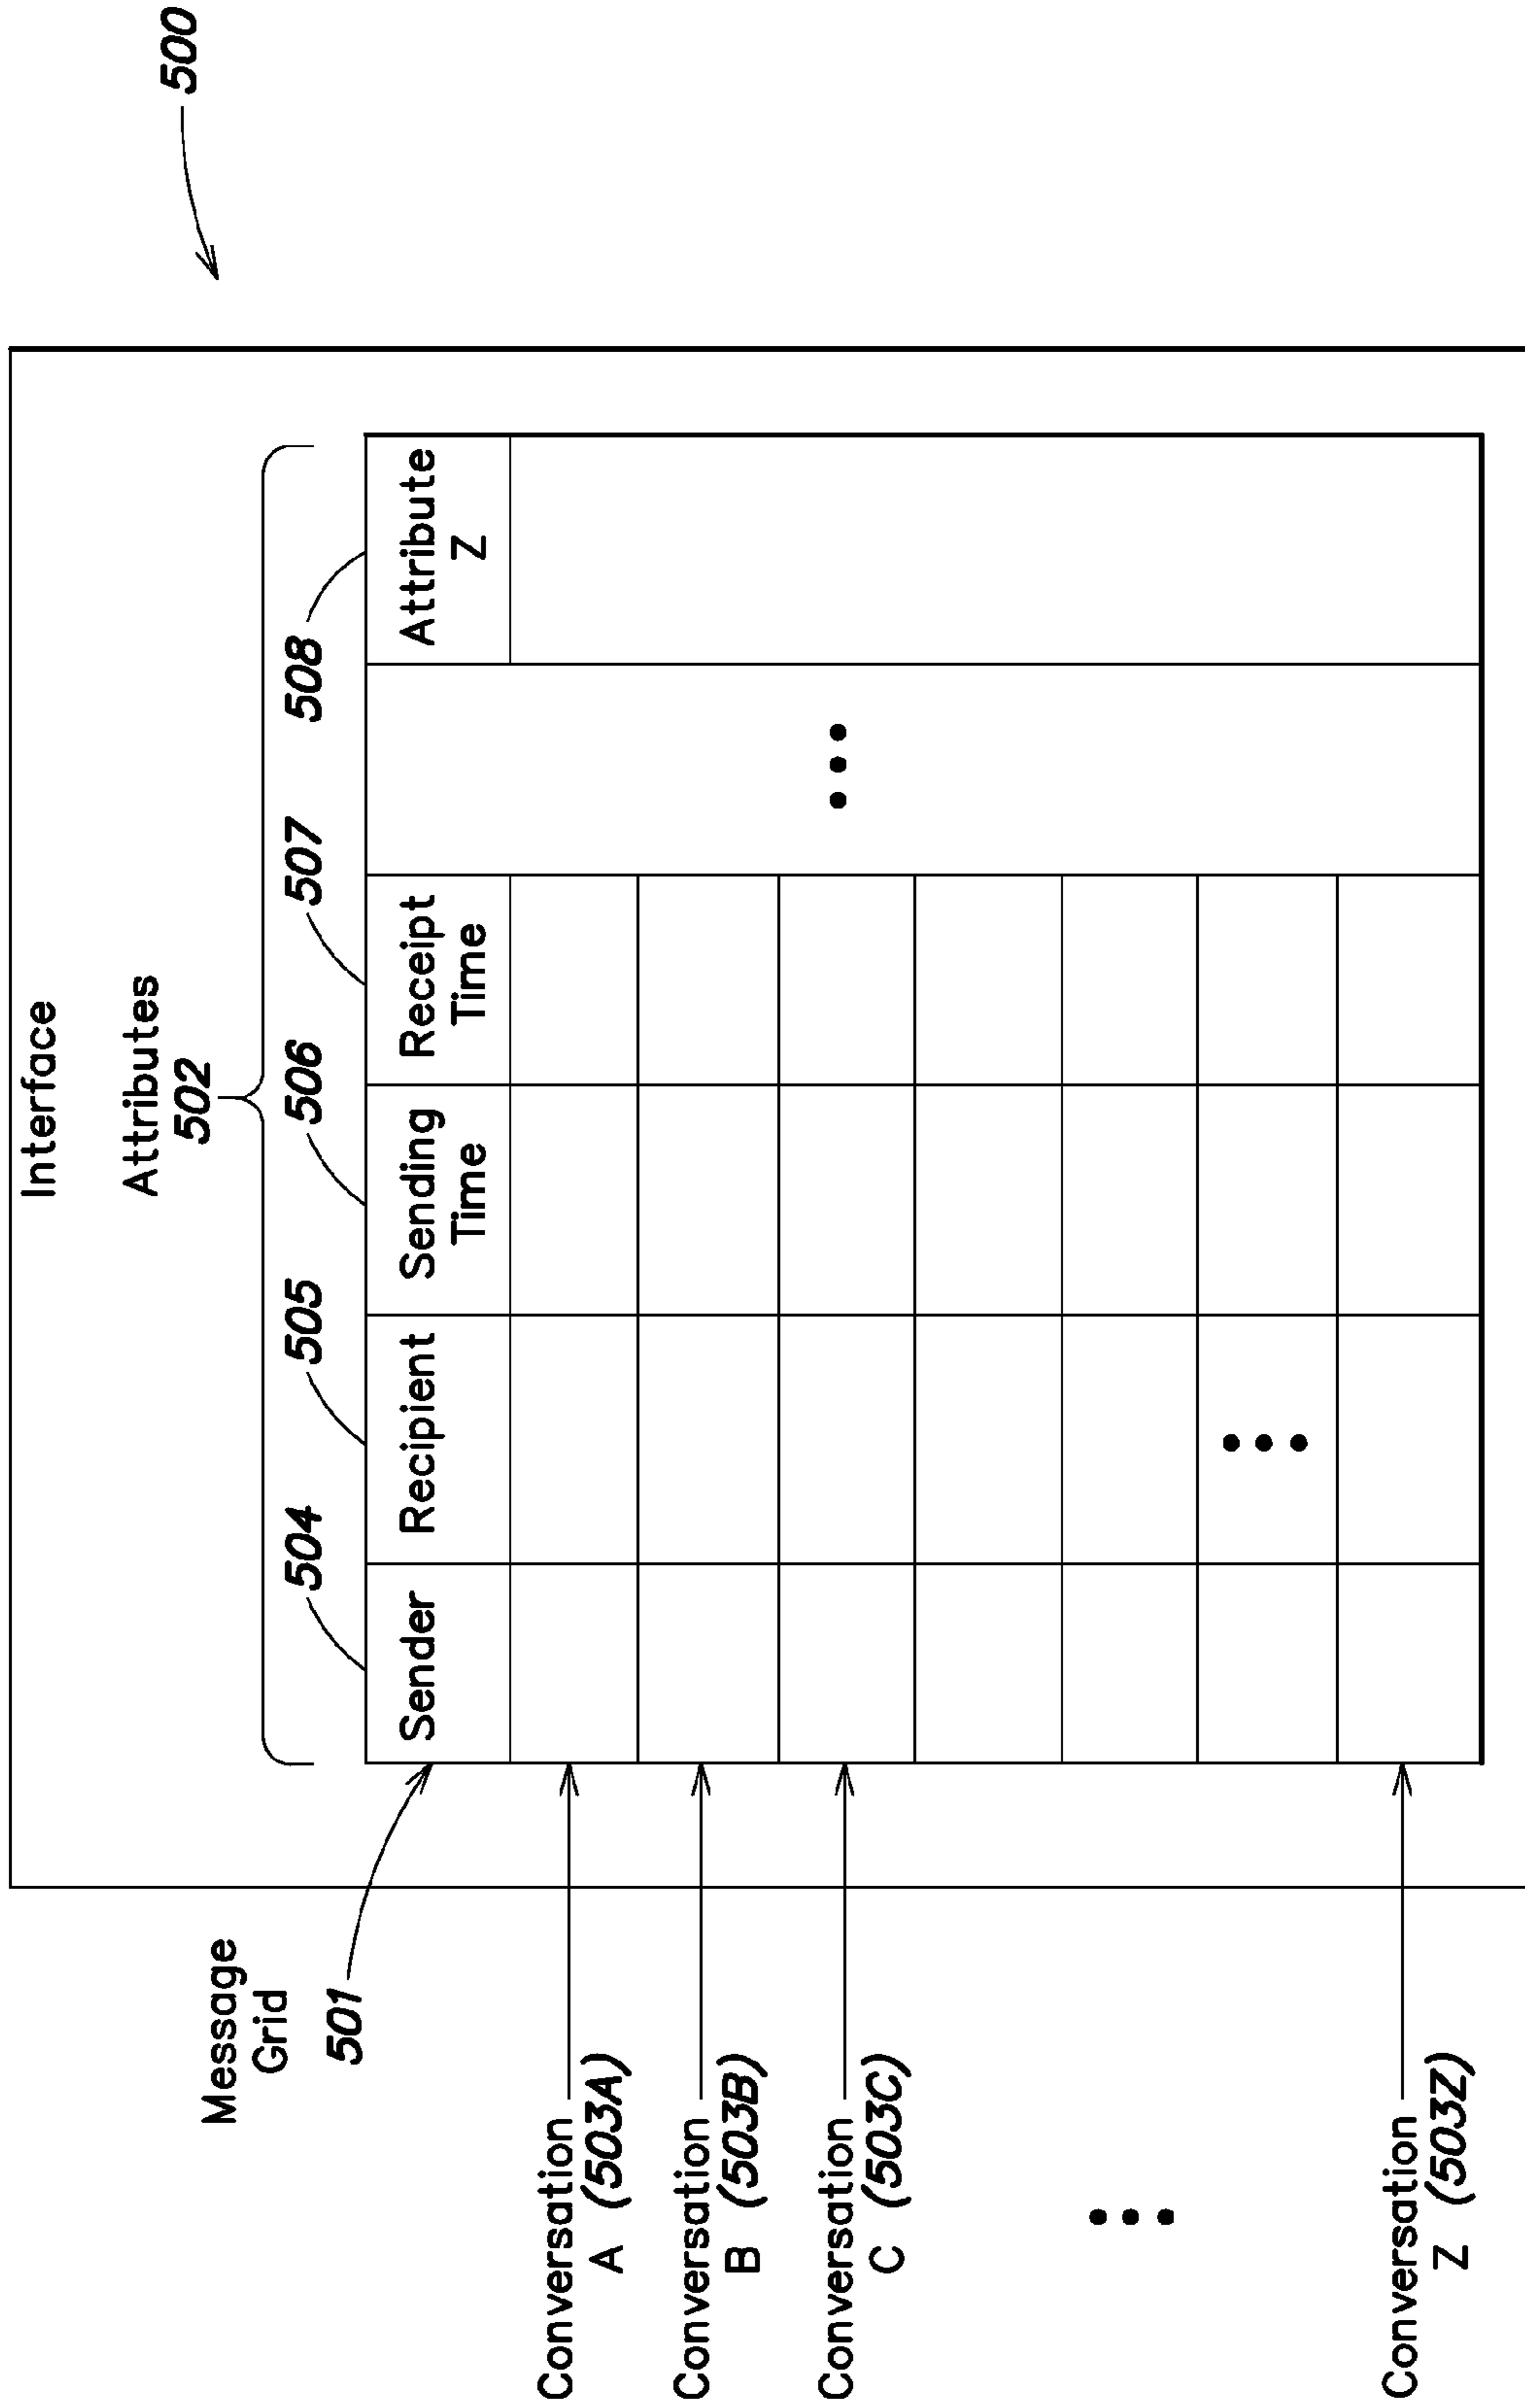 500
Interface
Attributes
502
504
505
506
507
508
Message
Grid
501
Sender
Recipient
Sending
Time
Receipt
Time
Attribute
Z
Conversation
A (503A)
Conversation
B (503B)
Conversation
C (503C)
Conversation
Z (503Z)